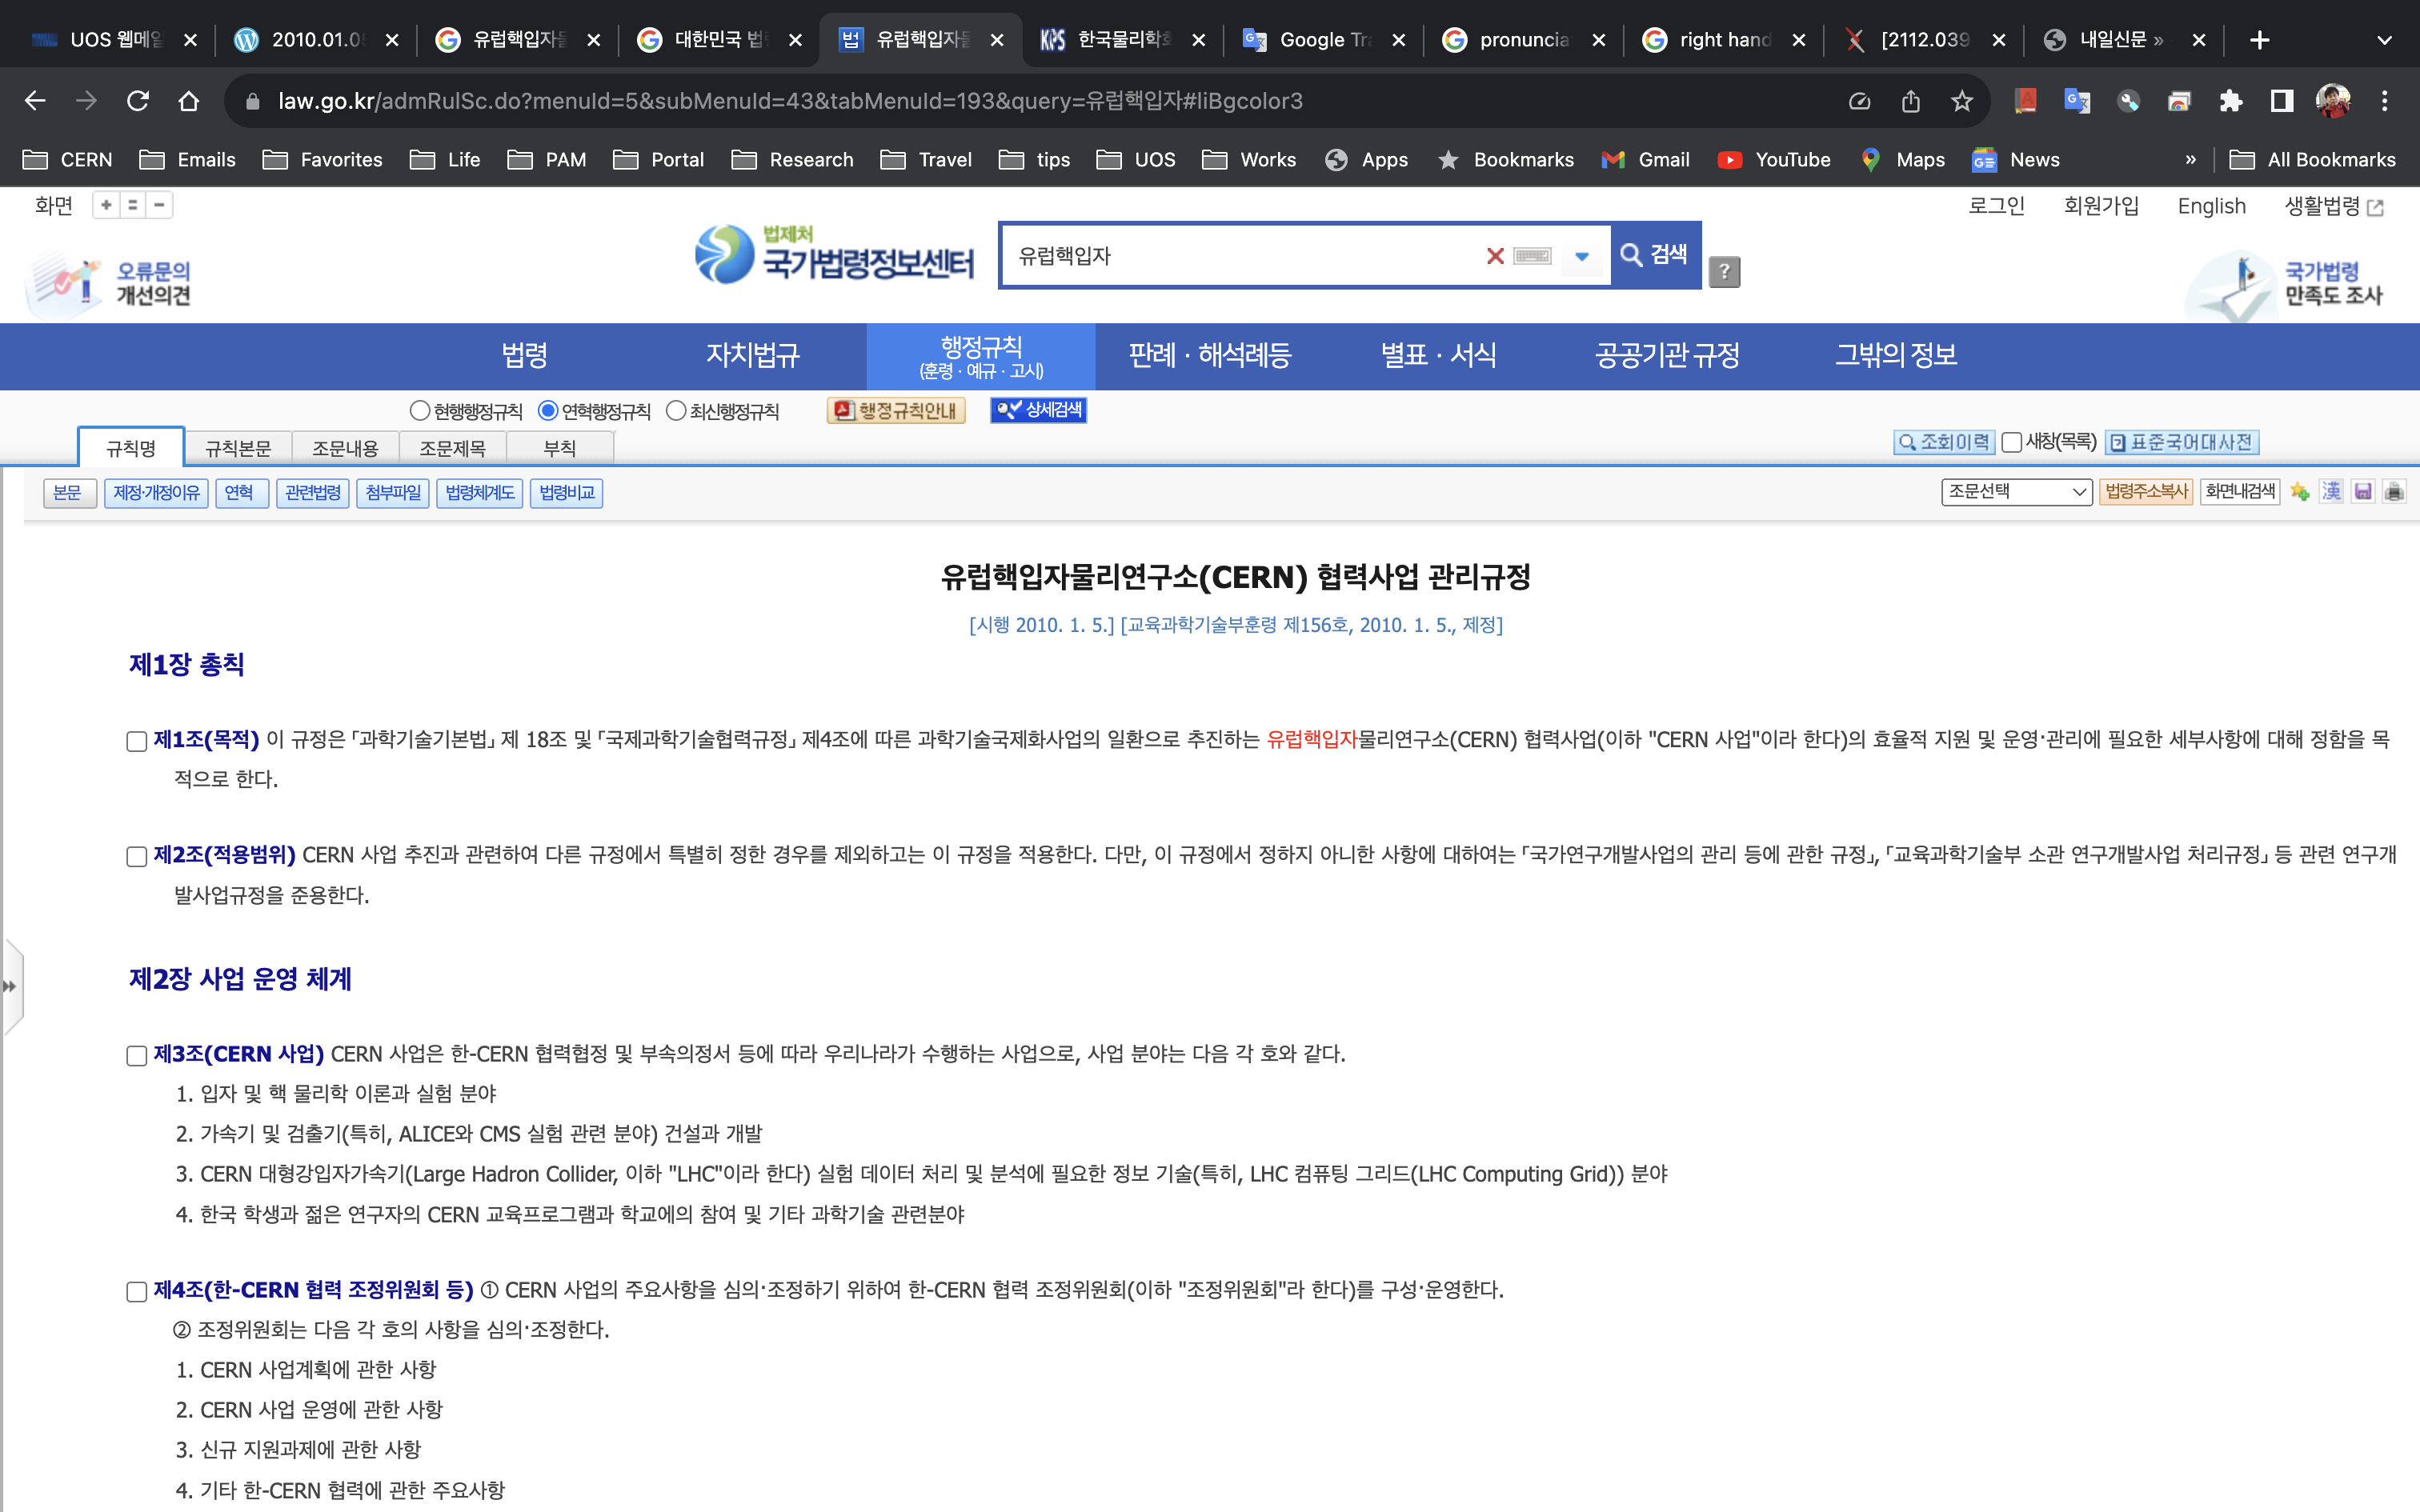 UOS 웹메일
2010.01.0
유럽핵입자물
대한민국 법
유럽핵입자물
KPS 한국물리학회
Google Tra
pronuncia
right hand
[2112.039
내일신문 »
law.go.kr/admRulSc.do?menuId=5&subMenuId=43&tabMenuId=193&query=유럽핵입자#liBgcolor3
CERN Emails Favorites Life PAM Portal Research Travel tips UOS Works Apps Bookmarks Gmail YouTube Maps News » All Bookmarks
화면 + = -
로그인 회원가입 English 생활법령
오류문의
개선의견
법제처
국가법령정보센터
유럽핵입자
검색
?
국가법령
만족도 조사
법령 자치법규 행정규칙 판례·해석례등 별표·서식 공공기관 규정 그밖의 정보
(훈령·예규·고시)
현행행정규칙 연혁행정규칙 최신행정규칙 행정규칙안내 상세검색
규칙명 규칙본문 조문내용 조문제목 부칙
조회이력 새창(목록) 표준국어대사전
본문 제정·개정이유 연혁 관련법령 첨부파일 법령체계도 법령비교
조문선택 법령주소복사 화면내검색 漢
유럽핵입자물리연구소(CERN) 협력사업 관리규정
[시행 2010. 1. 5.] [교육과학기술부훈령 제156호, 2010. 1. 5., 제정]
제1장 총칙
제1조(목적) 이 규정은 「과학기술기본법」 제 18조 및 「국제과학기술협력규정」 제4조에 따른 과학기술국제화사업의 일환으로 추진하는 유럽핵입자물리연구소(CERN) 협력사업(이하 "CERN 사업"이라 한다)의 효율적 지원 및 운영·관리에 필요한 세부사항에 대해 정함을 목
적으로 한다.
제2조(적용범위) CERN 사업 추진과 관련하여 다른 규정에서 특별히 정한 경우를 제외하고는 이 규정을 적용한다. 다만, 이 규정에서 정하지 아니한 사항에 대하여는 「국가연구개발사업의 관리 등에 관한 규정」, 「교육과학기술부 소관 연구개발사업 처리규정」 등 관련 연구개
발사업규정을 준용한다.
제2장 사업 운영 체계
제3조(CERN 사업) CERN 사업은 한-CERN 협력협정 및 부속의정서 등에 따라 우리나라가 수행하는 사업으로, 사업 분야는 다음 각 호와 같다.
1. 입자 및 핵 물리학 이론과 실험 분야
2. 가속기 및 검출기(특히, ALICE와 CMS 실험 관련 분야) 건설과 개발
3. CERN 대형강입자가속기(Large Hadron Collider, 이하 "LHC"이라 한다) 실험 데이터 처리 및 분석에 필요한 정보 기술(특히, LHC 컴퓨팅 그리드(LHC Computing Grid)) 분야
4. 한국 학생과 젊은 연구자의 CERN 교육프로그램과 학교에의 참여 및 기타 과학기술 관련분야
제4조(한-CERN 협력 조정위원회 등) ① CERN 사업의 주요사항을 심의·조정하기 위하여 한-CERN 협력 조정위원회(이하 "조정위원회"라 한다)를 구성·운영한다.
② 조정위원회는 다음 각 호의 사항을 심의·조정한다.
1. CERN 사업계획에 관한 사항
2. CERN 사업 운영에 관한 사항
3. 신규 지원과제에 관한 사항
4. 기타 한-CERN 협력에 관한 주요사항